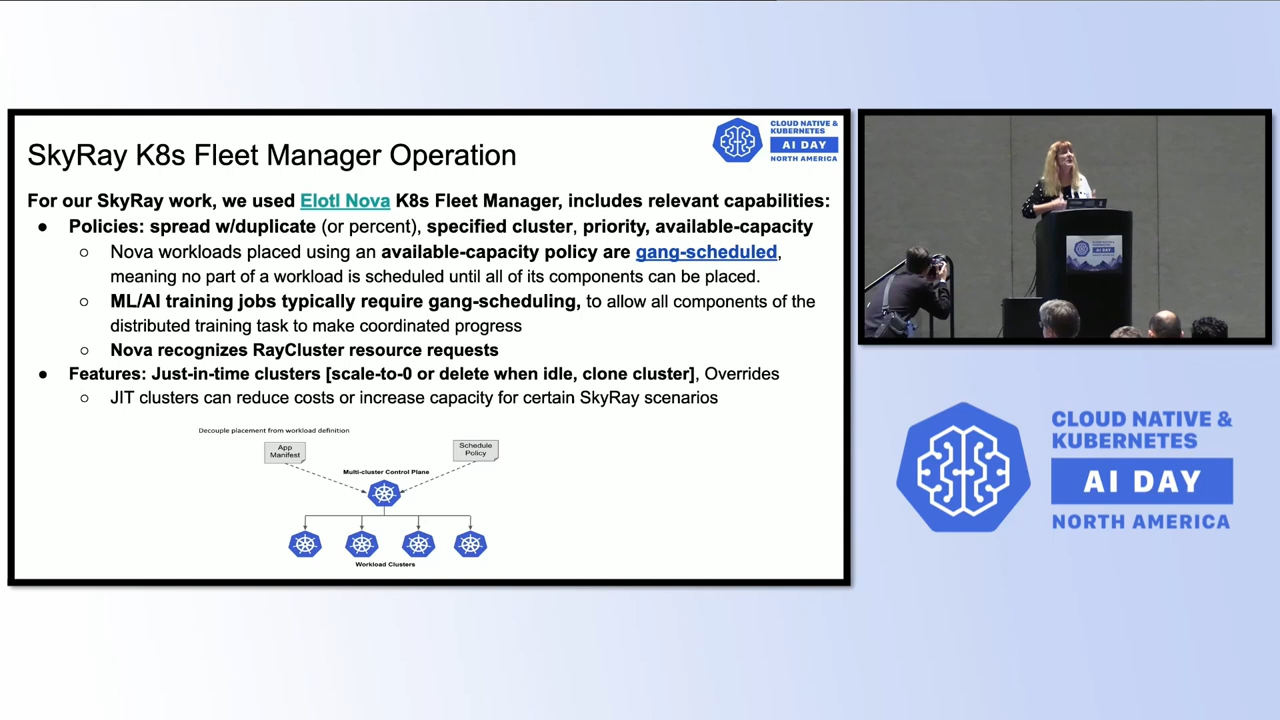 SkyRay K8s Fleet Manager Operation
CLOUD NATIVE &
KUBERNETES
AI DAY
NORTH AMERICA
For our SkyRay work, we used Elotl Nova K8s Fleet Manager, includes relevant capabilities:
● Policies: spread w/duplicate (or percent), specified cluster, priority, available-capacity
○ Nova workloads placed using an available-capacity policy are gang-scheduled,
meaning no part of a workload is scheduled until all of its components can be placed.
○ ML/AI training jobs typically require gang-scheduling, to allow all components of the
distributed training task to make coordinated progress
○ Nova recognizes RayCluster resource requests
● Features: Just-in-time clusters [scale-to-0 or delete when idle, clone cluster], Overrides
○ JIT clusters can reduce costs or increase capacity for certain SkyRay scenarios
Decouple placement from workload definition
App
Manifest
Schedule
Policy
Multi-cluster Control Plane
Workload Clusters
CLOUD NATIVE &
KUBERNETES
AI DAY
NORTH AMERICA